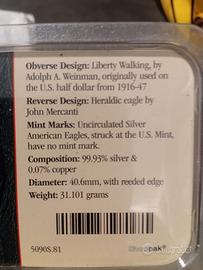 Obverse Design: Liberty Walking, by
Adolph A. Weinman, originally used on
the U.S. half dollar from 1916-47
Reverse Design: Heraldic eagle by
John Mercanti
Mint Marks: Uncirculated Silver
American Eagles, struck at the U.S. Mint,
have no mint mark.
Composition: 99.93% silver &
0.07% copper
Diameter: 40.6mm, with reeded edge
Weight: 31.101 grams
5090S.81
pak